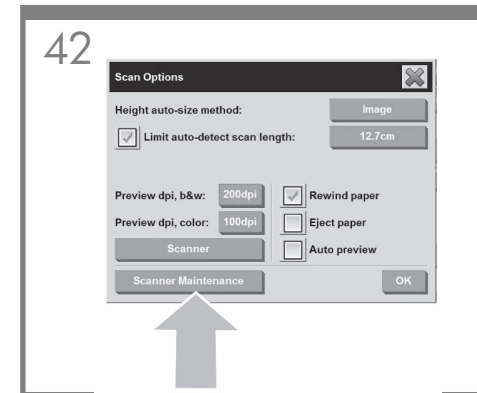 42
Scan Options
Height auto-size method: Image
Limit auto-detect scan length: 12.7cm
Preview dpi, b&w: 200dpi Rewind paper
Preview dpi, color: 100dpi Eject paper
Scanner Auto preview
Scanner Maintenance OK